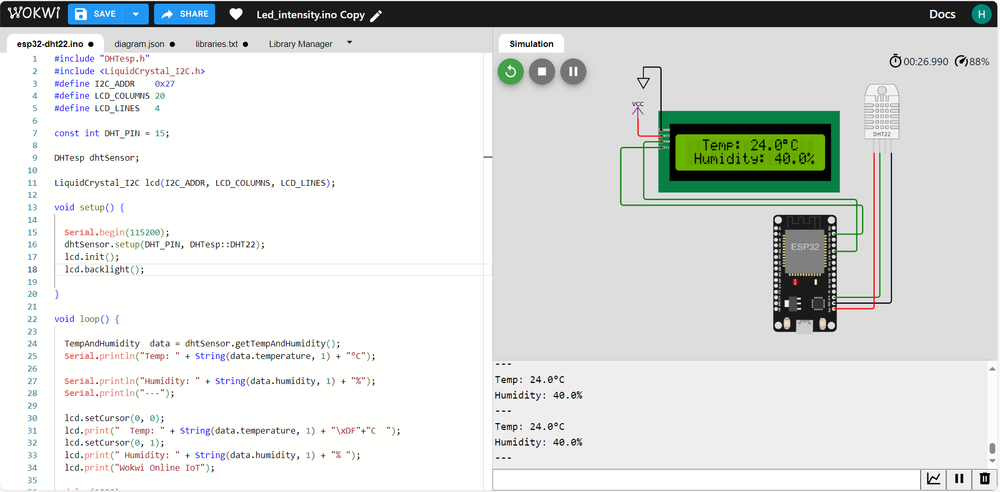 WOKWi SAVE SHARE Led_intensity.ino Copy Docs H
esp32-dht22.ino ● diagram.json ● libraries.txt ● Library Manager
1 #include "DHTesp.h"
2 #include <LiquidCrystal_I2C.h>
3 #define I2C_ADDR    0x27
4 #define LCD_COLUMNS 20
5 #define LCD_LINES   4
6
7 const int DHT_PIN = 15;
8
9 DHTesp dhtSensor;
10
11 LiquidCrystal_I2C lcd(I2C_ADDR, LCD_COLUMNS, LCD_LINES);
12
13 void setup() {
14
15   Serial.begin(115200);
16   dhtSensor.setup(DHT_PIN, DHTesp::DHT22);
17   lcd.init();
18   lcd.backlight();
19
20 }
21
22 void loop() {
23
24   TempAndHumidity  data = dhtSensor.getTempAndHumidity();
25   Serial.println("Temp: " + String(data.temperature, 1) + "°C");
26
27   Serial.println("Humidity: " + String(data.humidity, 1) + "%");
28   Serial.println("---");
29
30   lcd.setCursor(0, 0);
31   lcd.print("  Temp: " + String(data.temperature, 1) + "\xDF"+"C  ");
32   lcd.setCursor(0, 1);
33   lcd.print(" Humidity: " + String(data.humidity, 1) + "% ");
34   lcd.print("Wokwi Online IoT");
35
Simulation
00:26.990 88%
VCC
GND
VCC
SDA
SCL
Temp: 24.0°C
Humidity: 40.0%
DHT22
ESP32
---
Temp: 24.0°C
Humidity: 40.0%
---
Temp: 24.0°C
Humidity: 40.0%
---